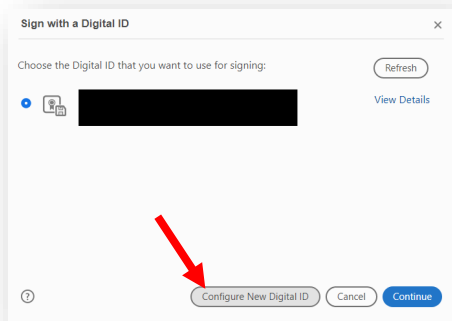 Sign with a Digital ID
×
Choose the Digital ID that you want to use for signing:
Refresh
View Details
?
Configure New Digital ID
Cancel
Continue